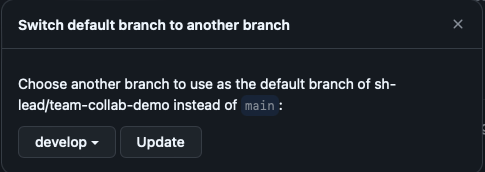 Switch default branch to another branch
Choose another branch to use as the default branch of sh-
lead/team-collab-demo instead of main:
develop Update